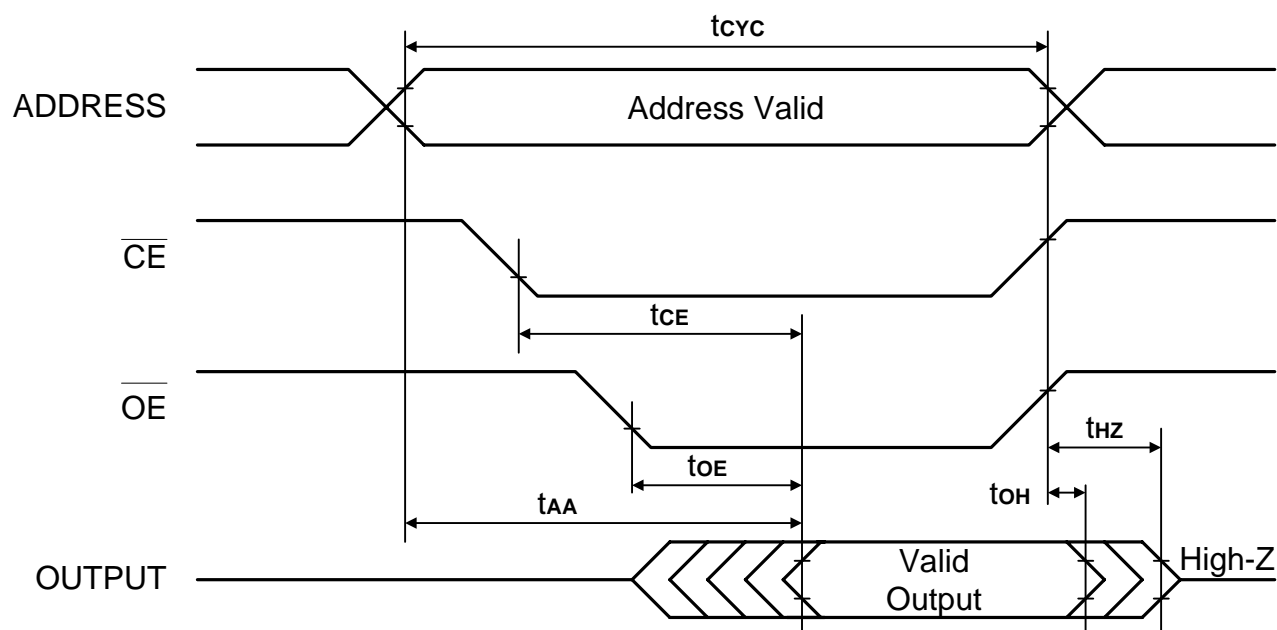 tCYC
ADDRESS
Address Valid
CE
tCE
OE
tHZ
tOE
tOH
tAA
OUTPUT
Valid
Output
High-Z